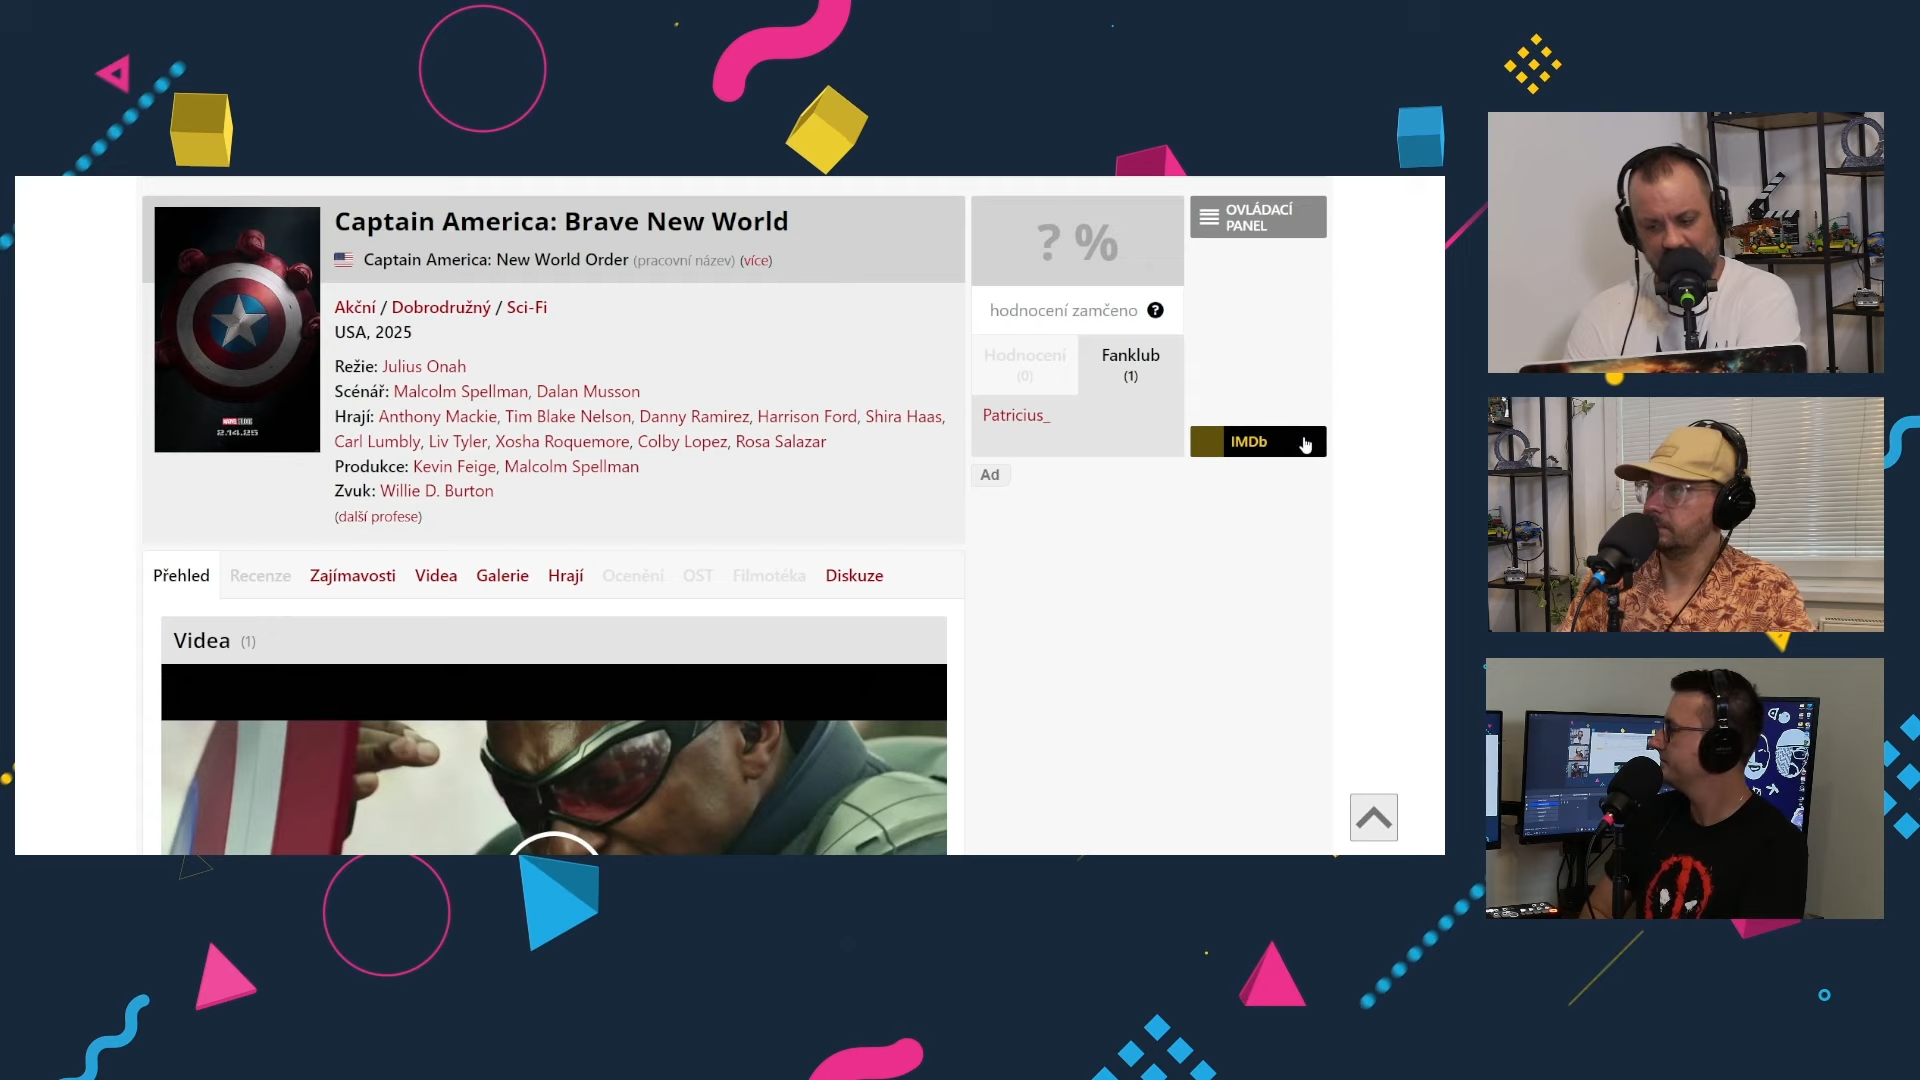 Captain America: Brave New World
Captain America: New World Order (pracovní název) (více)
Akční / Dobrodružný / Sci-Fi
USA, 2025
Režie: Julius Onah
Scénář: Malcolm Spellman, Dalan Musson
Hrají: Anthony Mackie, Tim Blake Nelson, Danny Ramirez, Harrison Ford, Shira Haas,
Carl Lumbly, Liv Tyler, Xosha Roquemore, Colby Lopez, Rosa Salazar
Produkce: Kevin Feige, Malcolm Spellman
Zvuk: Willie D. Burton
(další profese)
2.14.25
? %
hodnocení zamčeno ?
Hodnocení
(0)
Fanklub
(1)
Patricius_
Ad
OVLÁDACÍ
PANEL
IMDb
Přehled Recenze Zajímavosti Videa Galerie Hrají Ocenění OST Filmotéka Diskuze
Videa (1)